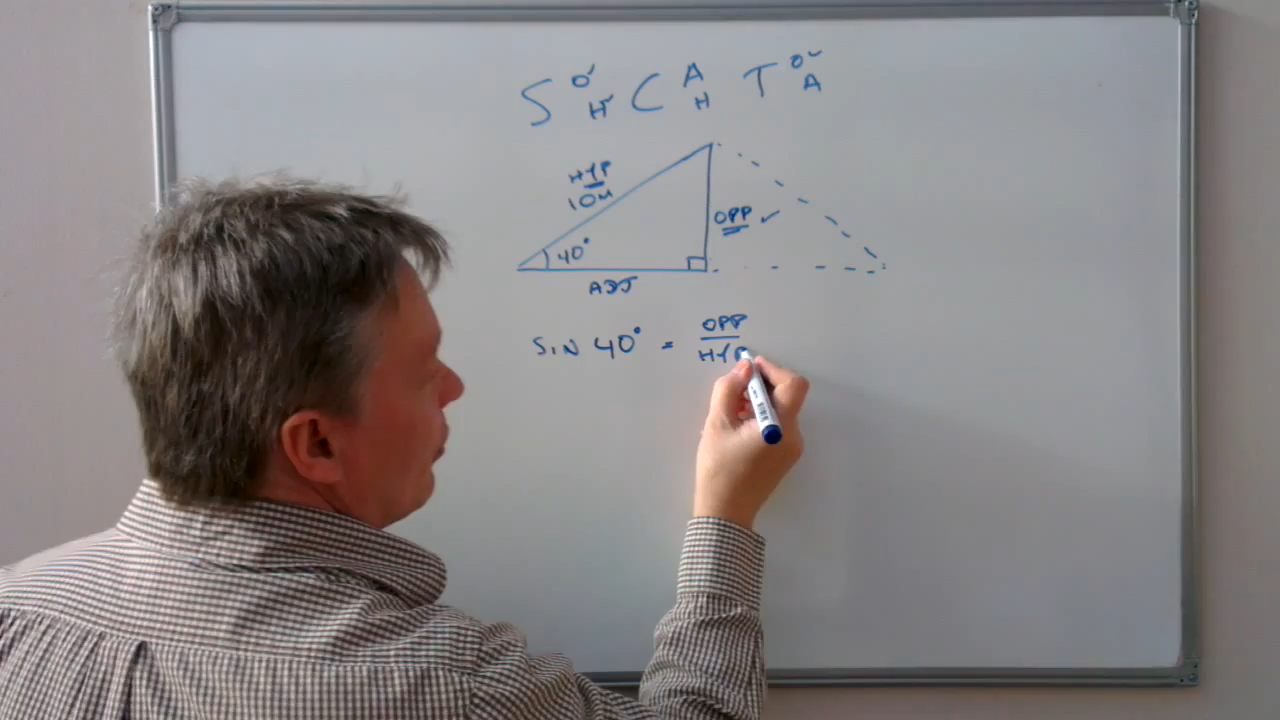 S O H C A H T O A
HYP
10M
OPP
40°
ADJ
SIN 40° = OPP
HYP